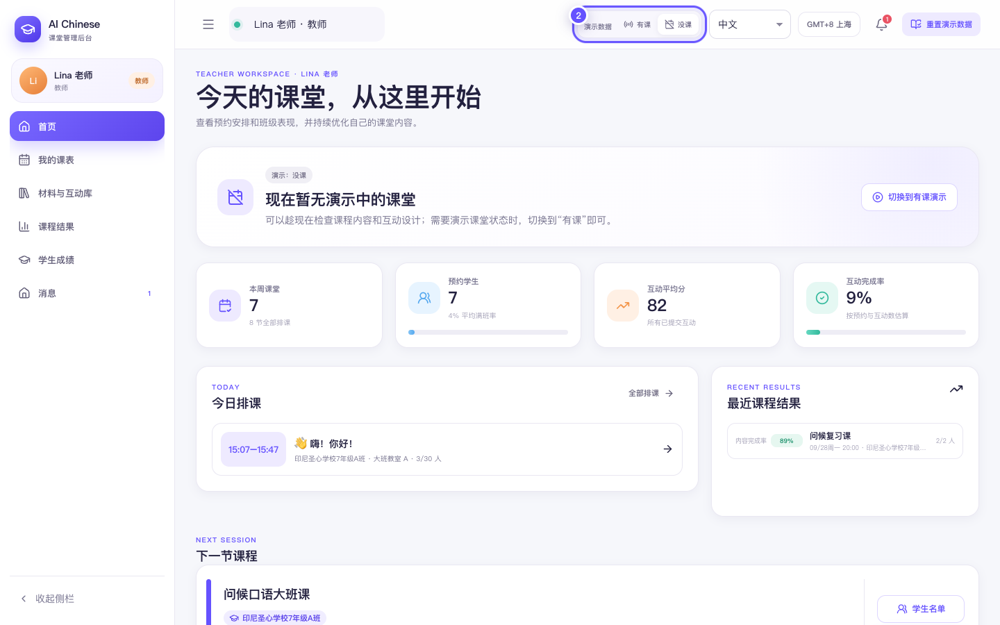 AI Chinese
课堂管理后台
Li
Lina 老师
教师
教师
首页
我的课表
材料与互动库
课程结果
学生成绩
消息
1
收起侧栏
Lina 老师 · 教师
2
演示数据
有课
没课
中文
GMT+8 上海
1
重置演示数据
TEACHER WORKSPACE · LINA 老师
今天的课堂，从这里开始
查看预约安排和班级表现，并持续优化自己的课堂内容。
演示：没课
现在暂无演示中的课堂
可以趁现在检查课程内容和互动设计；需要演示课堂状态时，切换到“有课”即可。
切换到有课演示
本周课堂
7
8 节全部排课
预约学生
7
4% 平均满班率
互动平均分
82
所有已提交互动
互动完成率
9%
按预约与互动数估算
TODAY
今日排课
全部排课
15:07—15:47
👋 嗨！你好！
印尼圣心学校7年级A班 · 大班教室 A · 3/30 人
RECENT RESULTS
最近课程结果
内容完成率
89%
问候复习课
09/28周一 20:00 · 印尼圣心学校7年级...
2/2 人
NEXT SESSION
下一节课程
问候口语大班课
印尼圣心学校7年级A班
学生名单